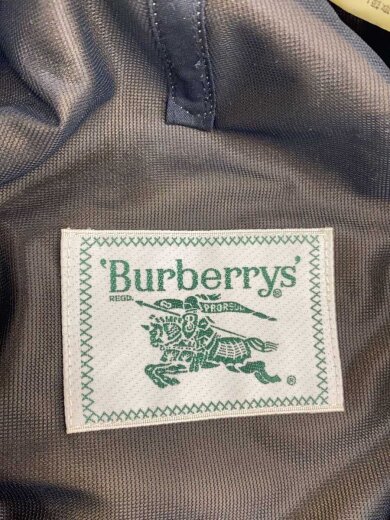 'Burberrys'
REGD. ®
PRORSUM
®